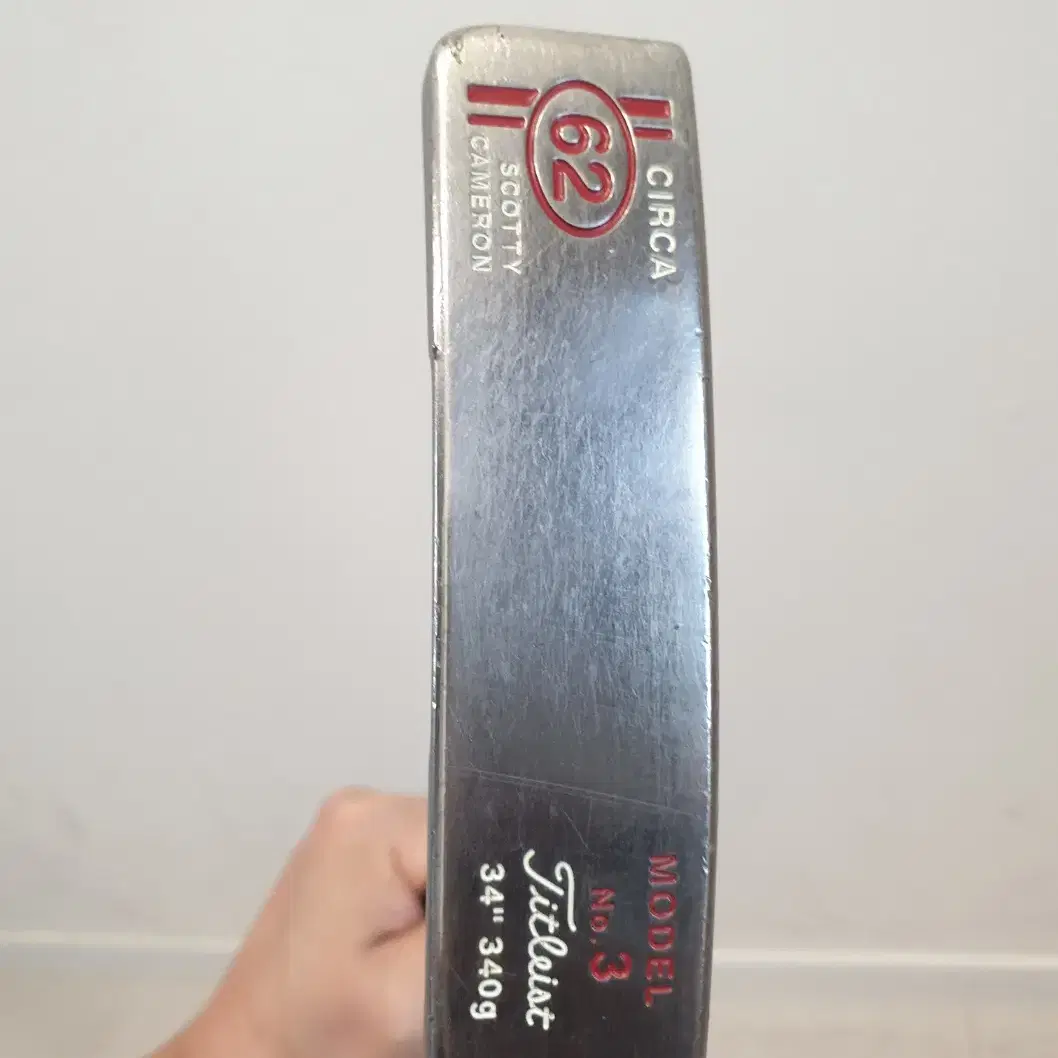 CIRCA
62
SCOTTY
CAMERON
MODEL
No. 3
Titleist
34" 340g